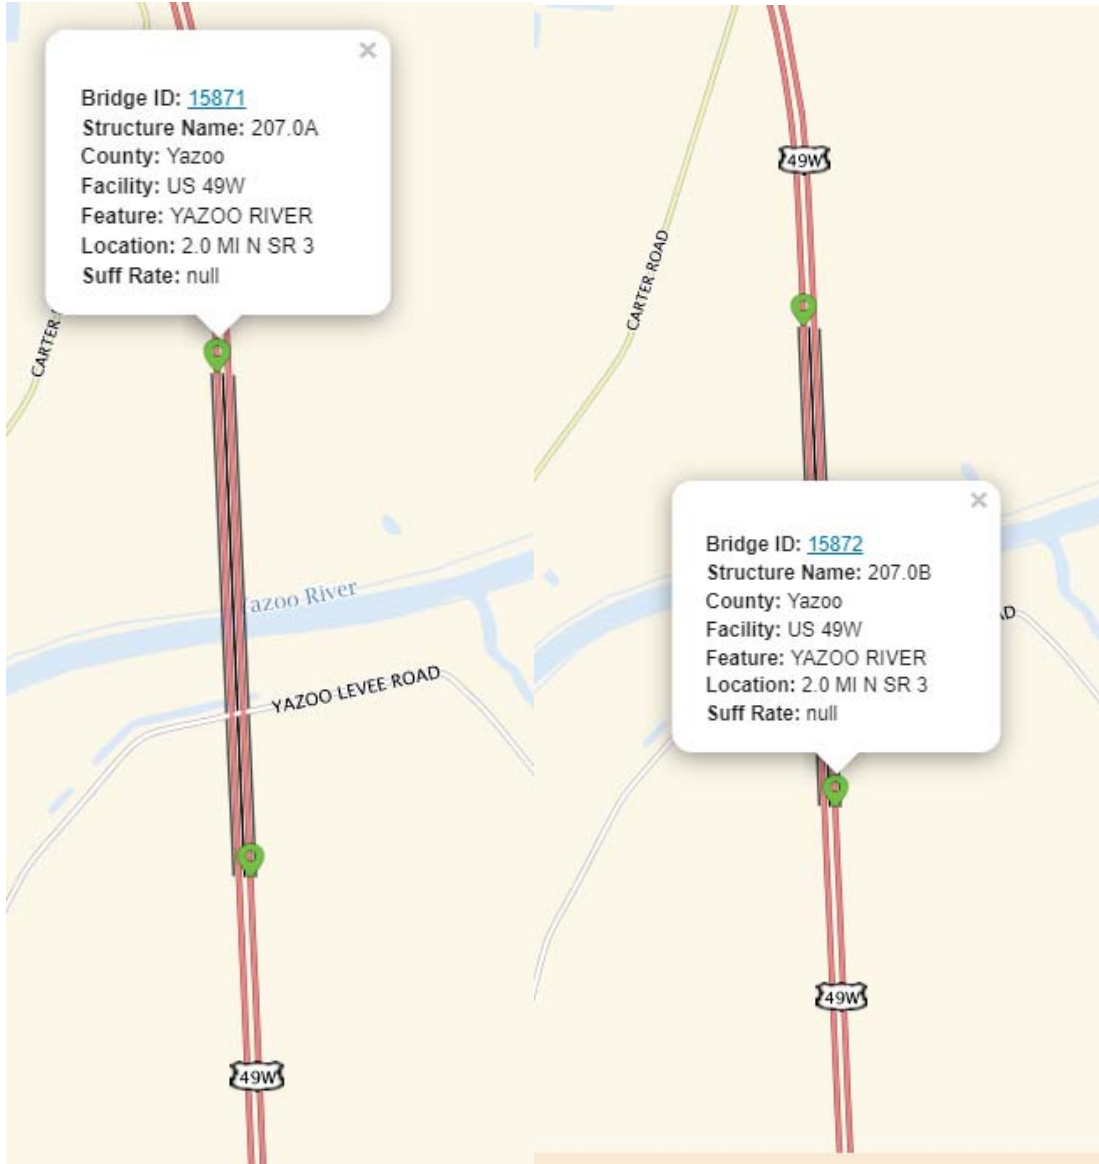 ×
Bridge ID: 15871
Structure Name: 207.0A
County: Yazoo
Facility: US 49W
Feature: YAZOO RIVER
Location: 2.0 MI N SR 3
Suff Rate: null
CARTER
azoo River
YAZOO LEVEE ROAD
49W
49W
CARTER ROAD
×
Bridge ID: 15872
Structure Name: 207.0B
County: Yazoo
Facility: US 49W
Feature: YAZOO RIVER
Location: 2.0 MI N SR 3
Suff Rate: null
AD
49W